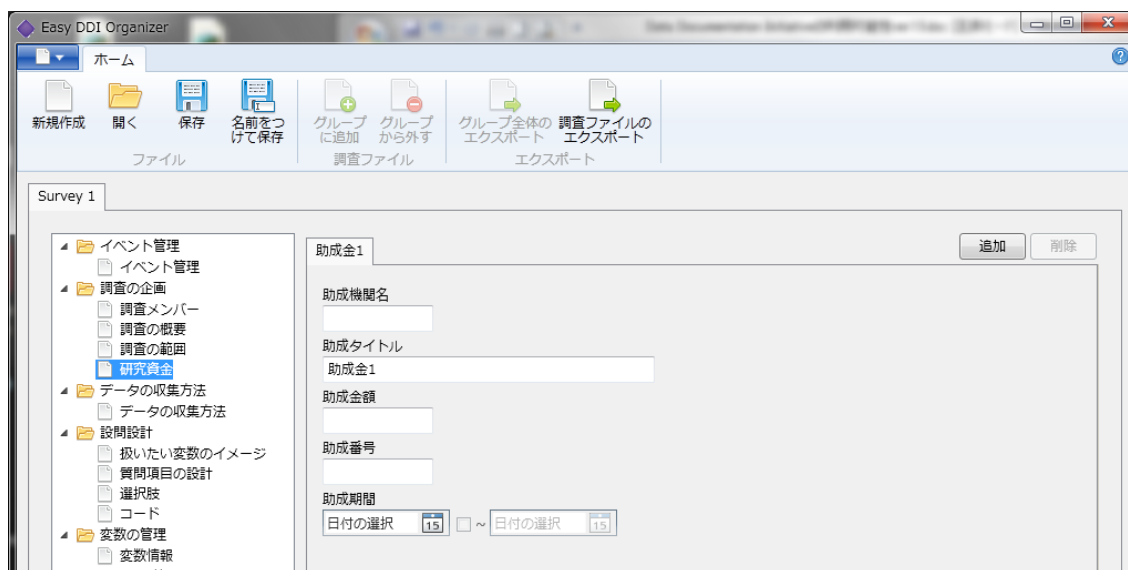 Easy DDI Organizer
ホーム
新規作成
開く
保存
名前をつ
けて保存
グループ
に追加
グループ
から外す
グループ全体の
エクスポート
調査ファイルの
エクスポート
ファイル
調査ファイル
エクスポート
Survey 1
イベント管理
イベント管理
調査の企画
調査メンバー
調査の概要
調査の範囲
研究資金
データの収集方法
データの収集方法
設問設計
扱いたい変数のイメージ
質問項目の設計
選択肢
コード
変数の管理
変数情報
助成金1
追加
削除
助成機関名
助成タイトル
助成金1
助成金額
助成番号
助成期間
日付の選択 15 ~ 日付の選択 15